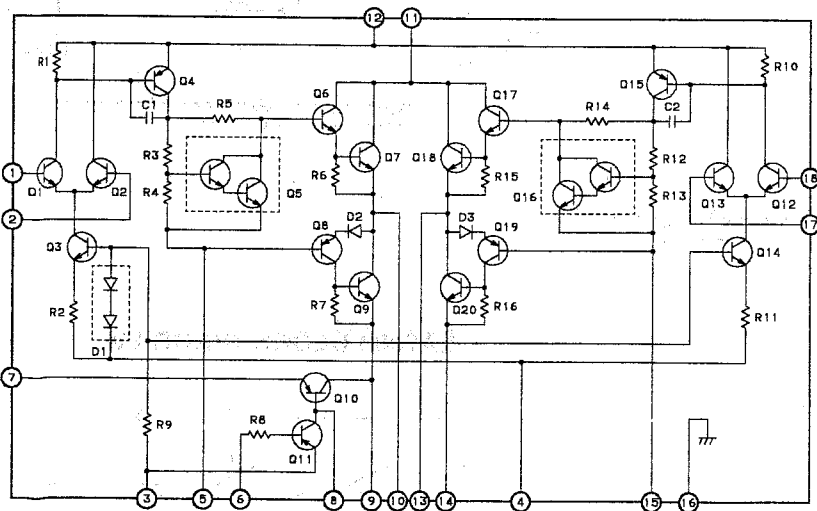 12 11
R1 Q4 Q6 Q17 Q15 R10
C1 R5 R14 C2
1 Q1 Q2 R3 R4 Q5 R6 Q7 Q18 R15 Q16 R12 R13 Q13 Q12 18
2 17
Q3 Q8 D2 D3 Q19 Q14
R2 D1 R7 Q9 Q20 R16 R11
7 Q10
R9 R8 Q11
3 5 6 8 9 10 13 14 4 15 16